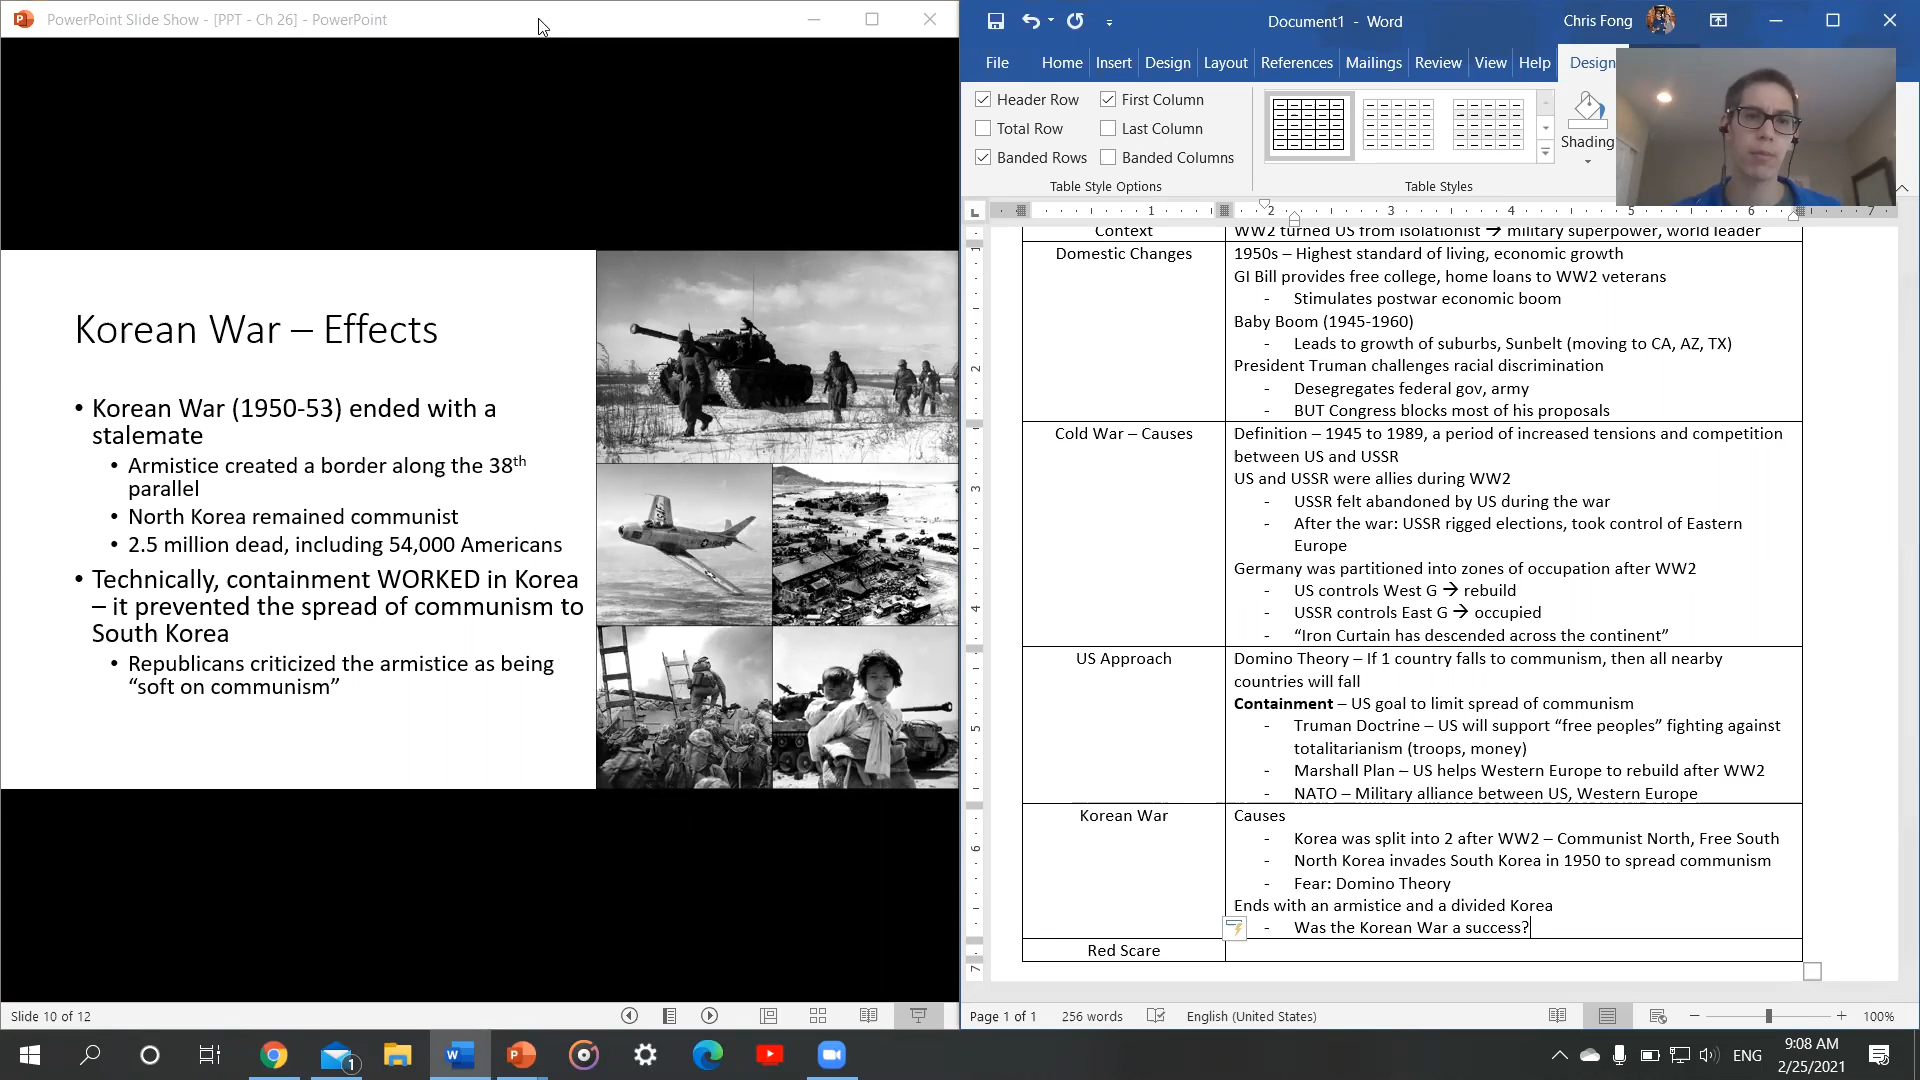 PowerPoint Slide Show - [PPT - Ch 26] - PowerPoint
Korean War – Effects
• Korean War (1950-53) ended with a
stalemate
• Armistice created a border along the 38th
parallel
• North Korea remained communist
• 2.5 million dead, including 54,000 Americans
• Technically, containment WORKED in Korea
– it prevented the spread of communism to
South Korea
• Republicans criticized the armistice as being
“soft on communism”
Slide 10 of 12
Document1 - Word
Chris Fong
File Home Insert Design Layout References Mailings Review View Help Design
Header Row First Column
Total Row Last Column
Banded Rows Banded Columns
Table Style Options
Table Styles
Shading
1 2 3 4 5 6 7
1
2
3
4
5
6
7
Context WW2 turned US from isolationist → military superpower, world leader
Domestic Changes 1950s – Highest standard of living, economic growth
GI Bill provides free college, home loans to WW2 veterans
- Stimulates postwar economic boom
Baby Boom (1945-1960)
- Leads to growth of suburbs, Sunbelt (moving to CA, AZ, TX)
President Truman challenges racial discrimination
- Desegregates federal gov, army
- BUT Congress blocks most of his proposals
Cold War – Causes Definition – 1945 to 1989, a period of increased tensions and competition
between US and USSR
US and USSR were allies during WW2
- USSR felt abandoned by US during the war
- After the war: USSR rigged elections, took control of Eastern
Europe
Germany was partitioned into zones of occupation after WW2
- US controls West G → rebuild
- USSR controls East G → occupied
- “Iron Curtain has descended across the continent”
US Approach Domino Theory – If 1 country falls to communism, then all nearby
countries will fall
Containment – US goal to limit spread of communism
- Truman Doctrine – US will support “free peoples” fighting against
totalitarianism (troops, money)
- Marshall Plan – US helps Western Europe to rebuild after WW2
- NATO – Military alliance between US, Western Europe
Korean War Causes
- Korea was split into 2 after WW2 – Communist North, Free South
- North Korea invades South Korea in 1950 to spread communism
- Fear: Domino Theory
Ends with an armistice and a divided Korea
- Was the Korean War a success?
Red Scare
Page 1 of 1 256 words English (United States) 100%
1
ENG
9:08 AM
2/25/2021